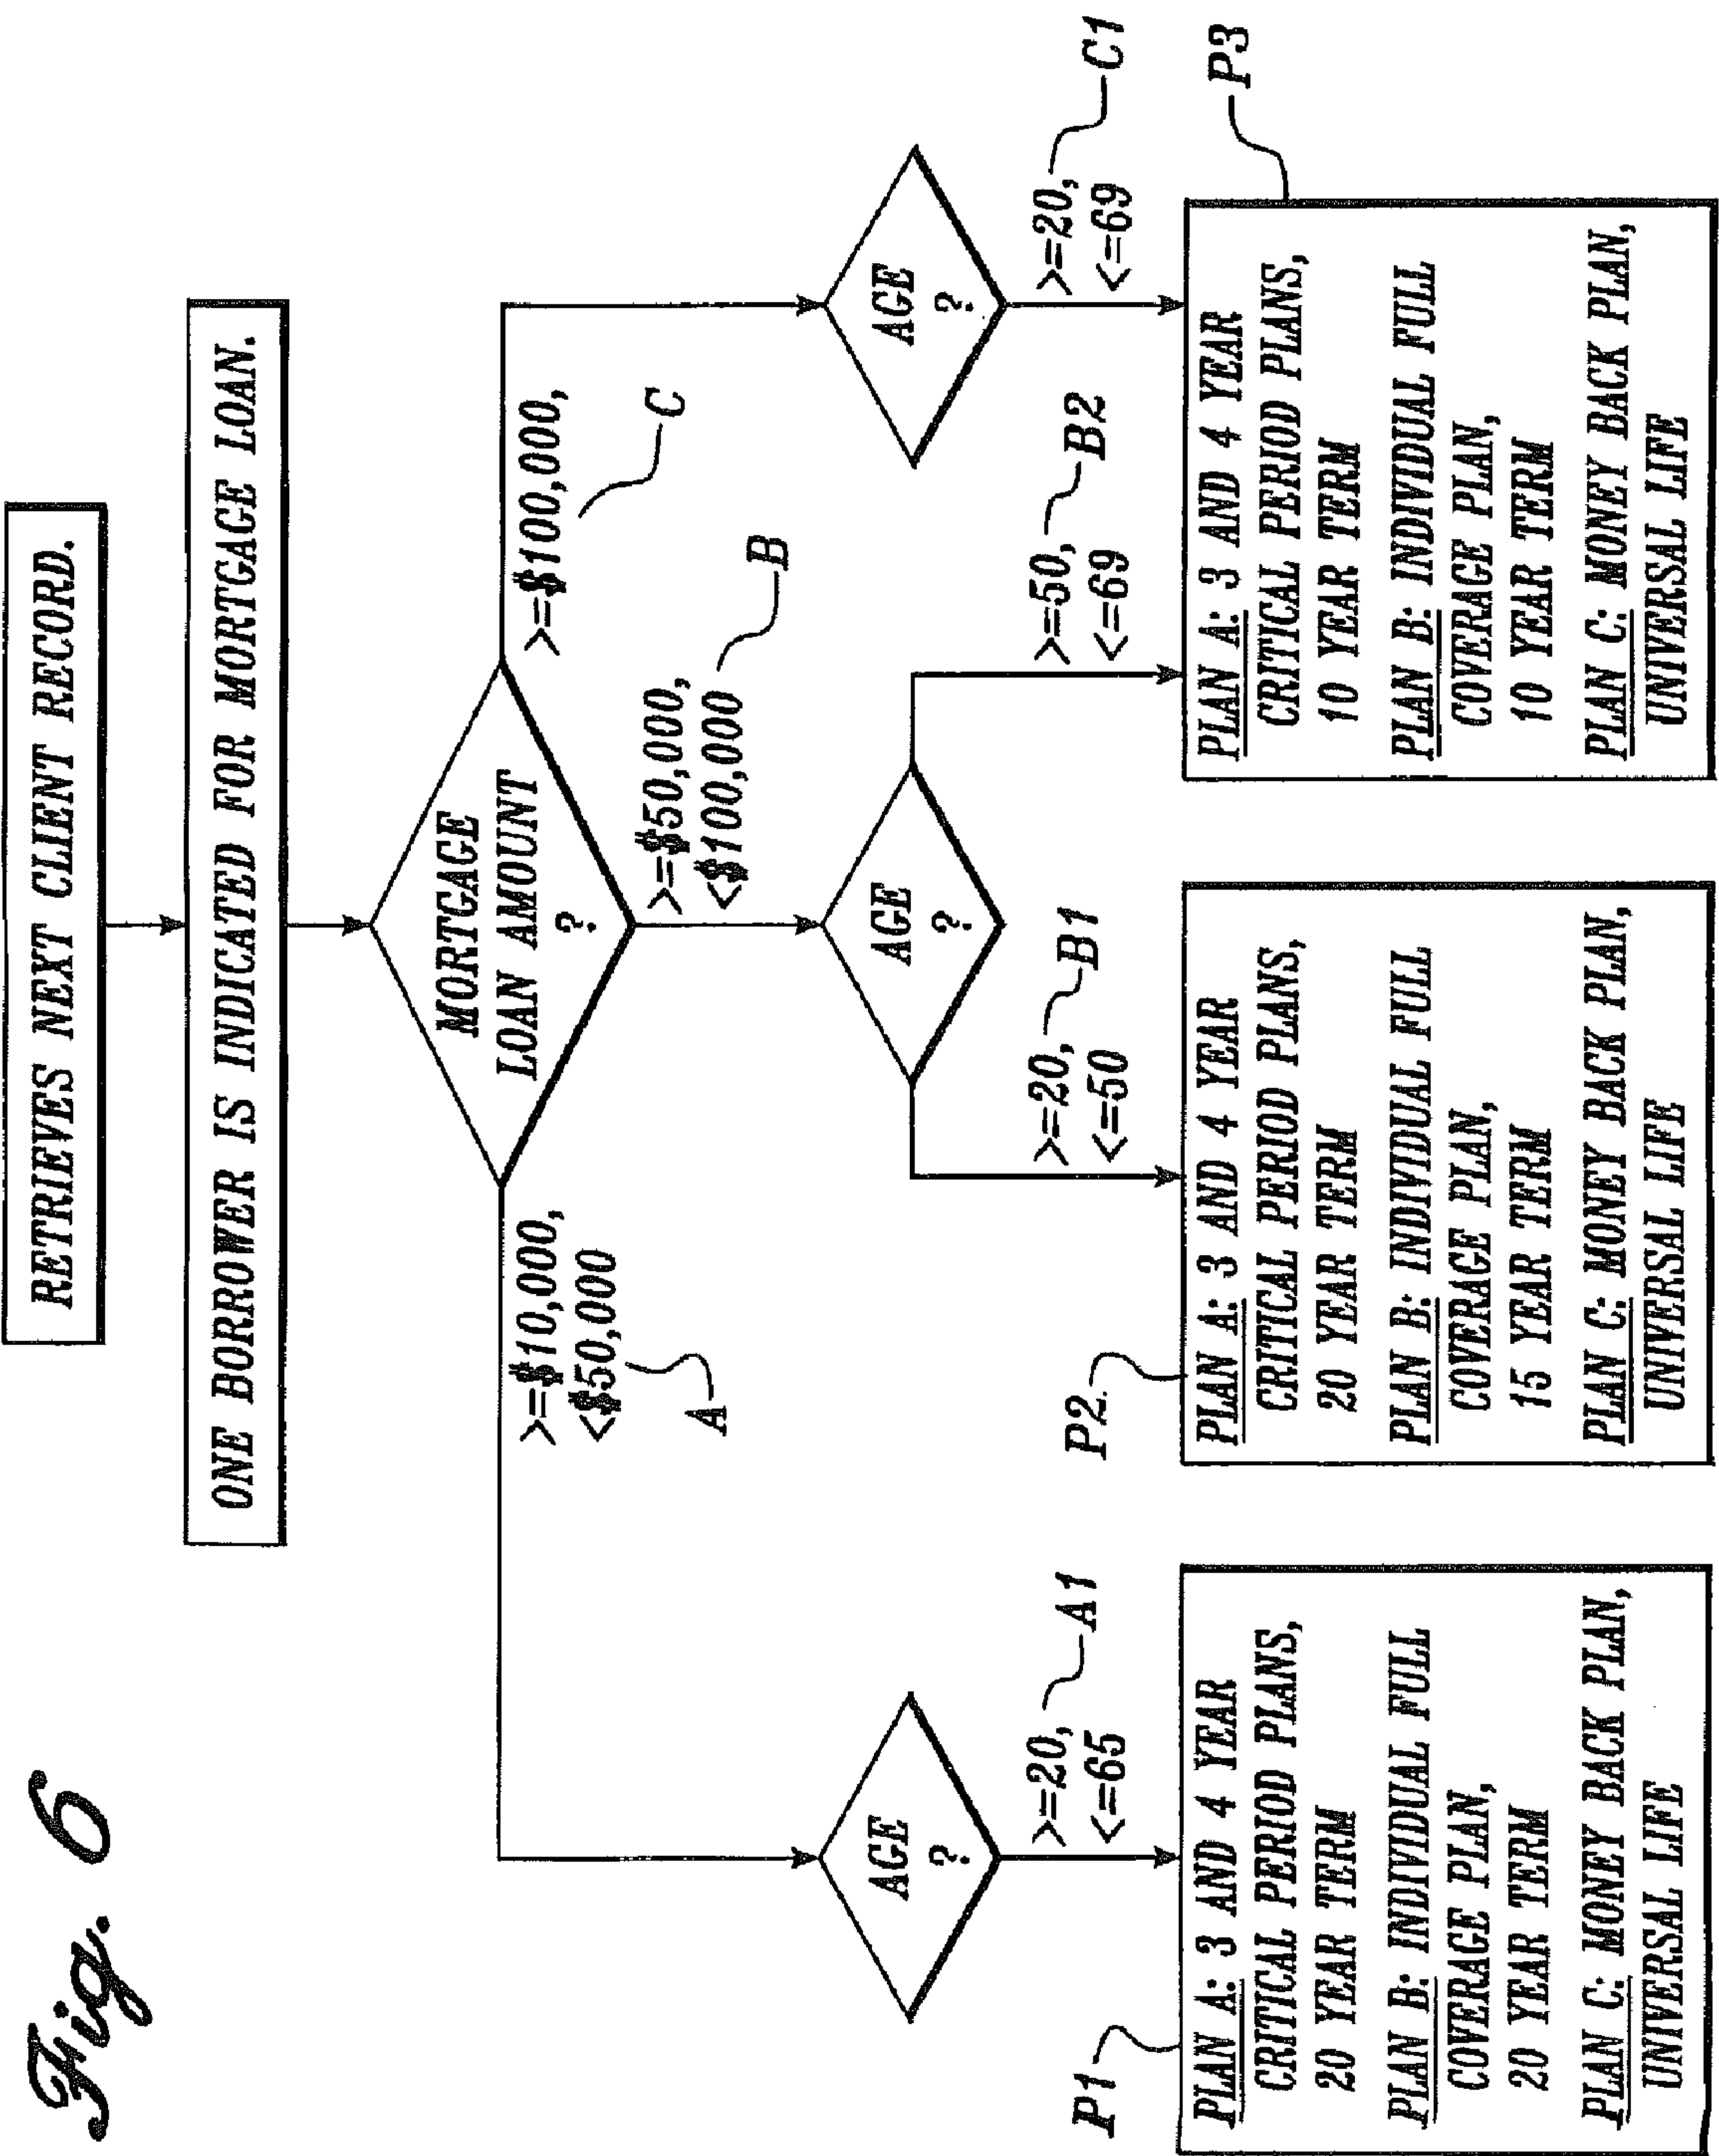 Fig. 6
RETRIEVES NEXT CLIENT RECORD.
ONE BORROWER IS INDICATED FOR MORTGAGE LOAN.
MORTGAGE
LOAN AMOUNT
?
>=$10,000,
<$50,000
A
>=$50,000,
<$100,000
B
>=$100,000,
C
AGE
?
>=20,
<=65
A1
AGE
?
>=20,
<=50
B1
>=50,
<=69
B2
AGE
?
>=20,
<=69
C1
P1
PLAN A: 3 AND 4 YEAR
CRITICAL PERIOD PLANS,
20 YEAR TERM
PLAN B: INDIVIDUAL FULL
COVERAGE PLAN,
20 YEAR TERM
PLAN C: MONEY BACK PLAN,
UNIVERSAL LIFE
P2
PLAN A: 3 AND 4 YEAR
CRITICAL PERIOD PLANS,
20 YEAR TERM
PLAN B: INDIVIDUAL FULL
COVERAGE PLAN,
15 YEAR TERM
PLAN C: MONEY BACK PLAN,
UNIVERSAL LIFE
P3
PLAN A: 3 AND 4 YEAR
CRITICAL PERIOD PLANS,
10 YEAR TERM
PLAN B: INDIVIDUAL FULL
COVERAGE PLAN,
10 YEAR TERM
PLAN C: MONEY BACK PLAN,
UNIVERSAL LIFE